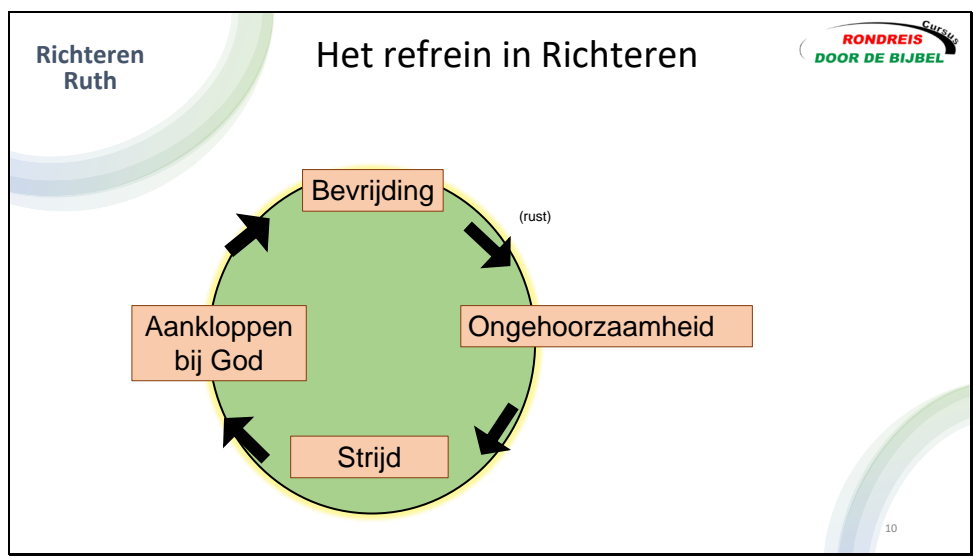 Richteren
Ruth
Het refrein in Richteren
Cursus
RONDREIS
DOOR DE BIJBEL
Bevrijding
(rust)
Aankloppen
bij God
Ongehoorzaamheid
Strijd
10